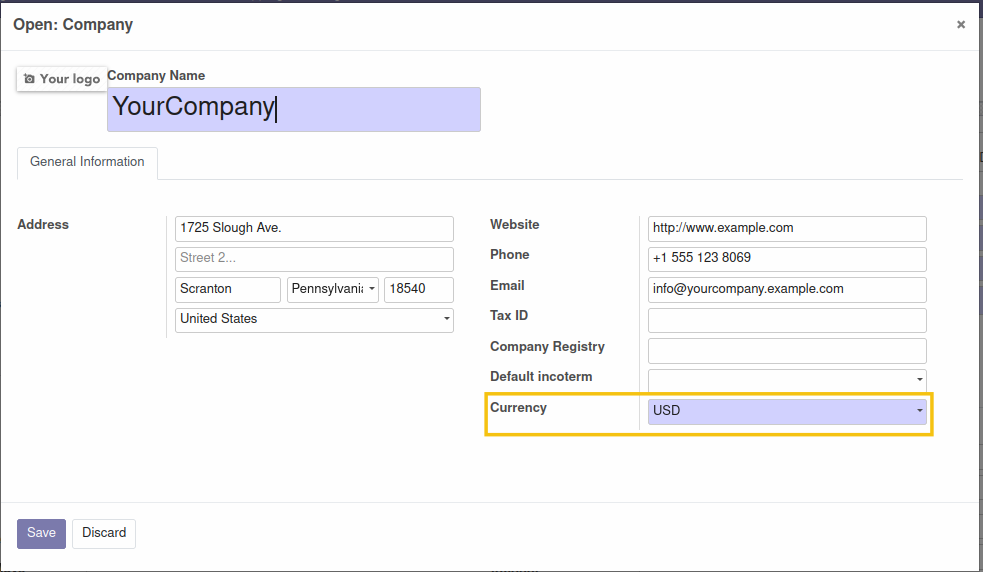 Open: Company
×
Your logo
Company Name
YourCompany
General Information
Address
1725 Slough Ave.
Street 2...
Scranton
Pennsylvania
18540
United States
Website
http://www.example.com
Phone
+1 555 123 8069
Email
info@yourcompany.example.com
Tax ID
Company Registry
Default incoterm
Currency
USD
Save
Discard